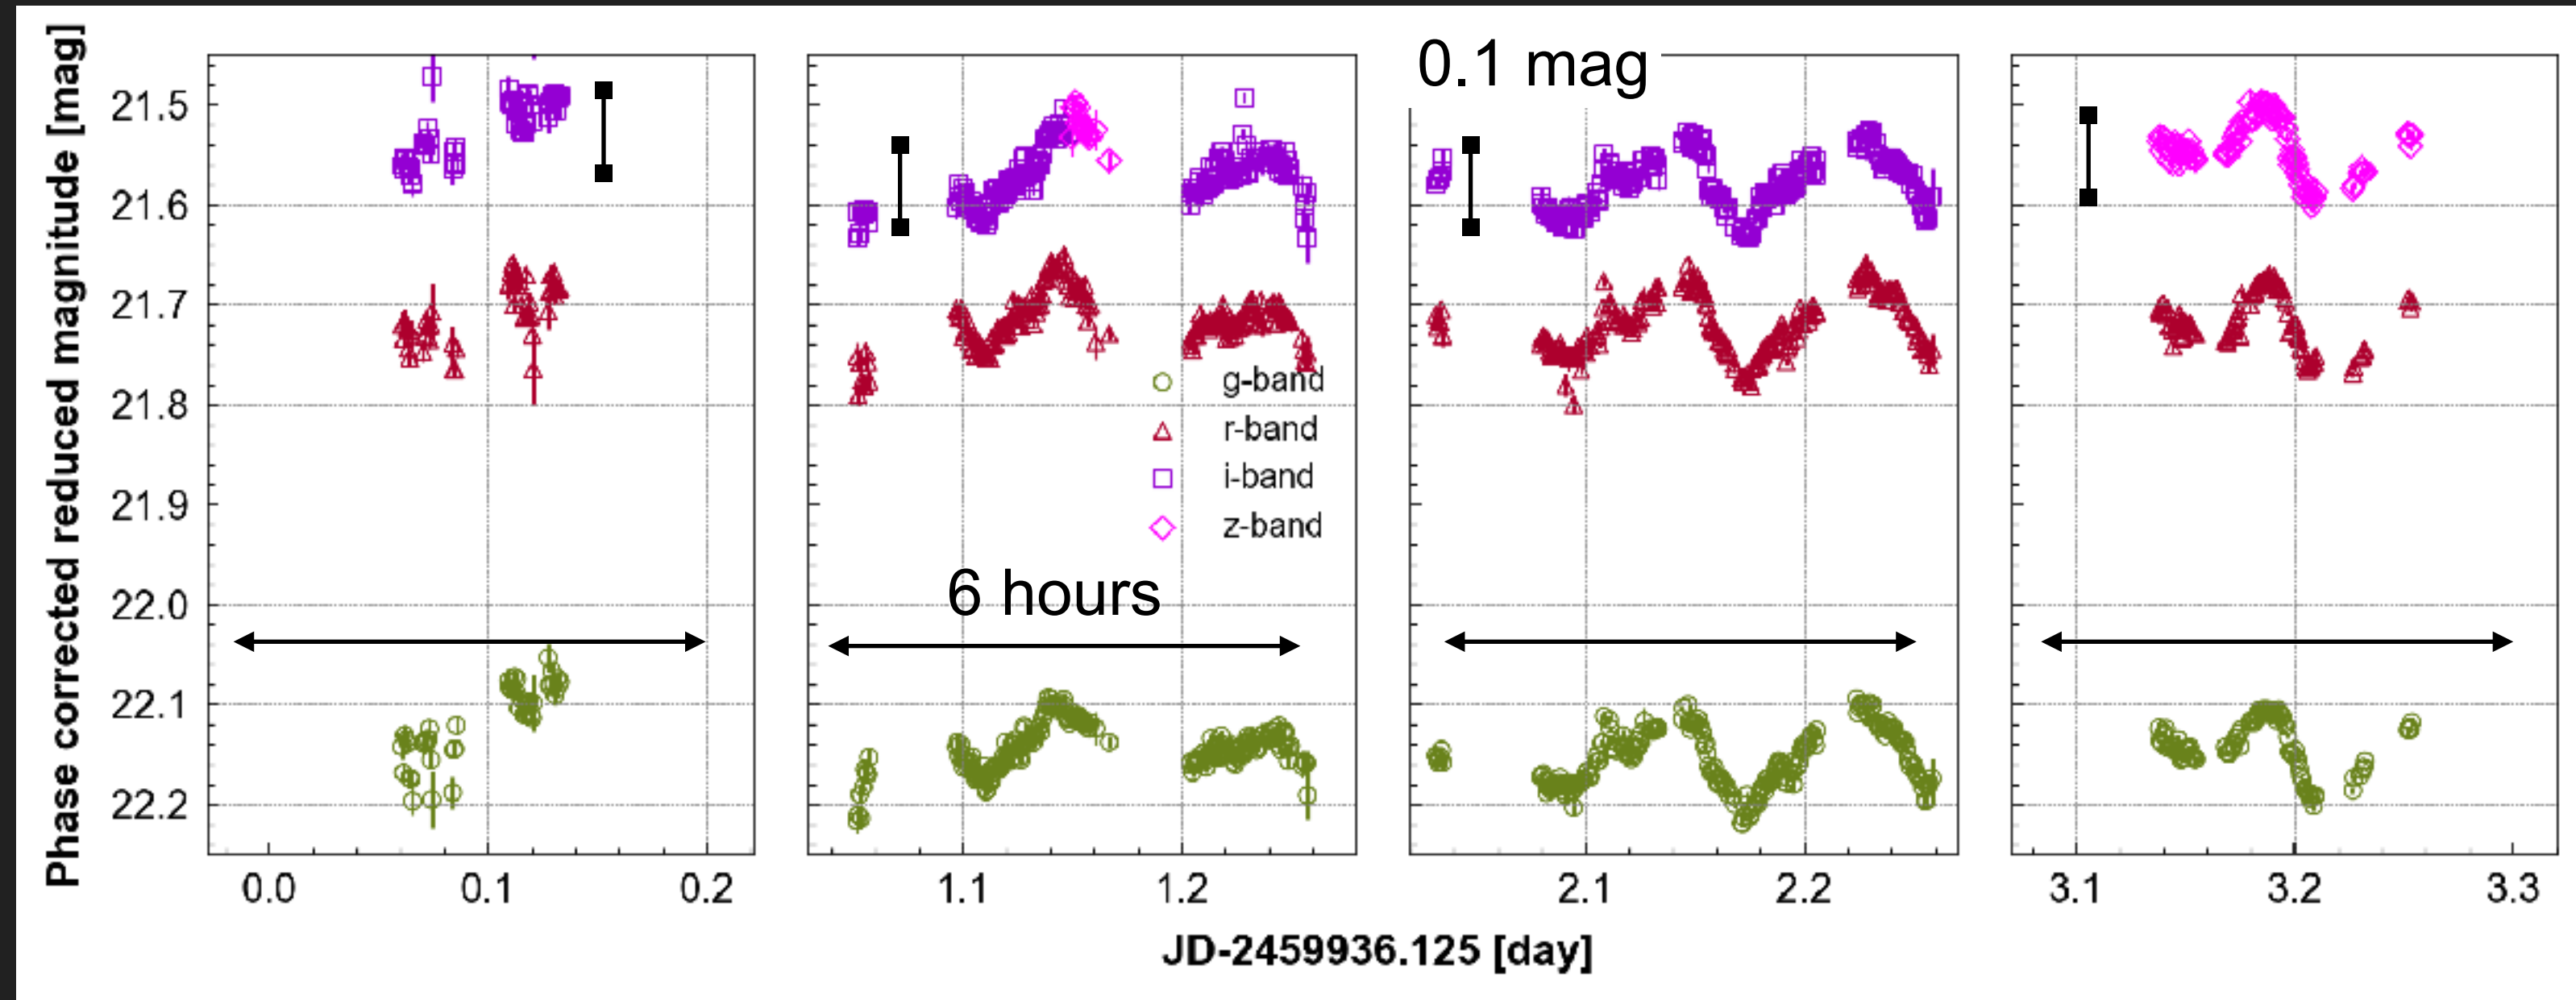 Phase corrected reduced magnitude [mag]
21.5
21.6
21.7
21.8
21.9
22.0
22.1
22.2
0.1 mag
g-band
r-band
i-band
z-band
6 hours
0.0 0.1 0.2 1.1 1.2 2.1 2.2 3.1 3.2 3.3
JD-2459936.125 [day]